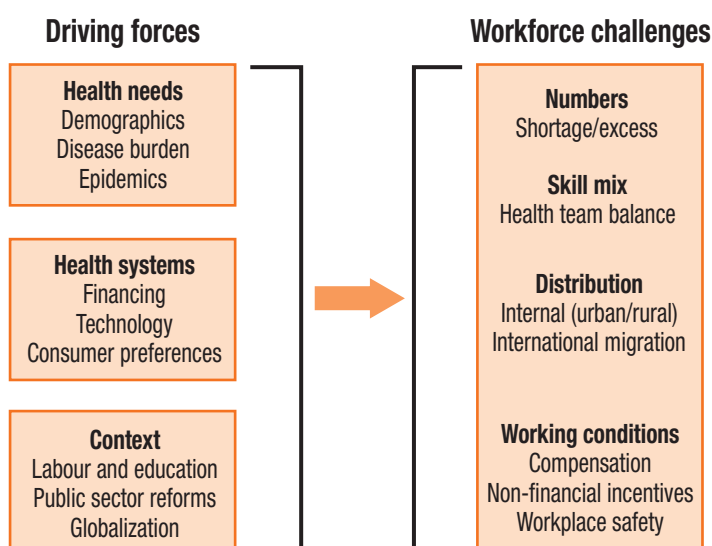 Driving forces
Health needs
Demographics
Disease burden
Epidemics
Health systems
Financing
Technology
Consumer preferences
Context
Labour and education
Public sector reforms
Globalization
Workforce challenges
Numbers
Shortage/excess
Skill mix
Health team balance
Distribution
Internal (urban/rural)
International migration
Working conditions
Compensation
Non-financial incentives
Workplace safety